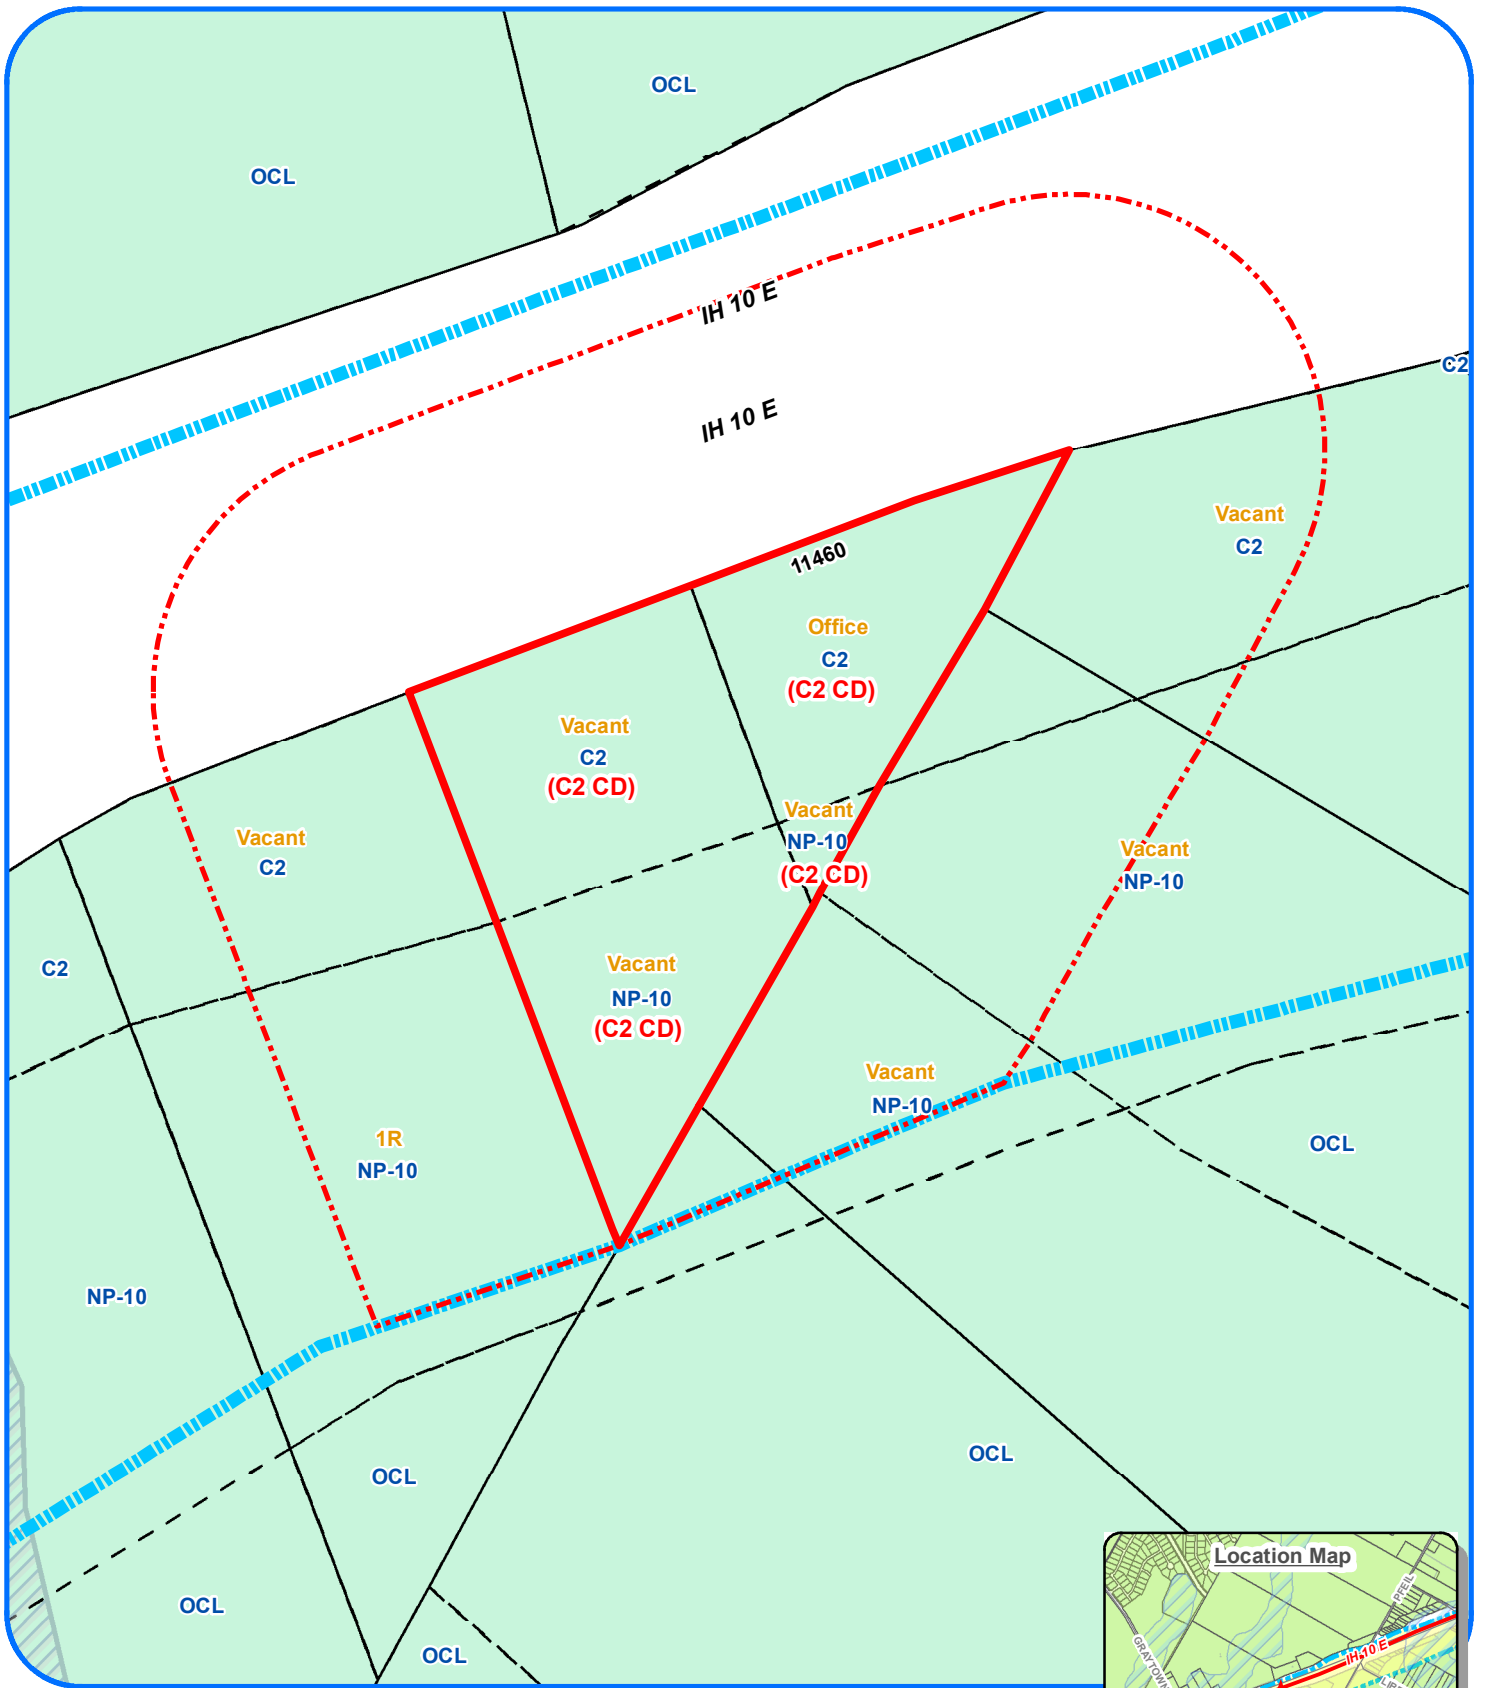 OCL
OCL
IH 10 E
C2
IH 10 E
Vacant
C2
11460
Office
C2
(C2 CD)
Vacant
C2
(C2 CD)
Vacant
NP-10
(C2 CD)
Vacant
C2
Vacant
NP-10
C2
Vacant
NP-10
(C2 CD)
Vacant
NP-10
1R
NP-10
OCL
NP-10
OCL
OCL
OCL
OCL
Location Map
PFEIL
GRAYTOWN
IH 10 E